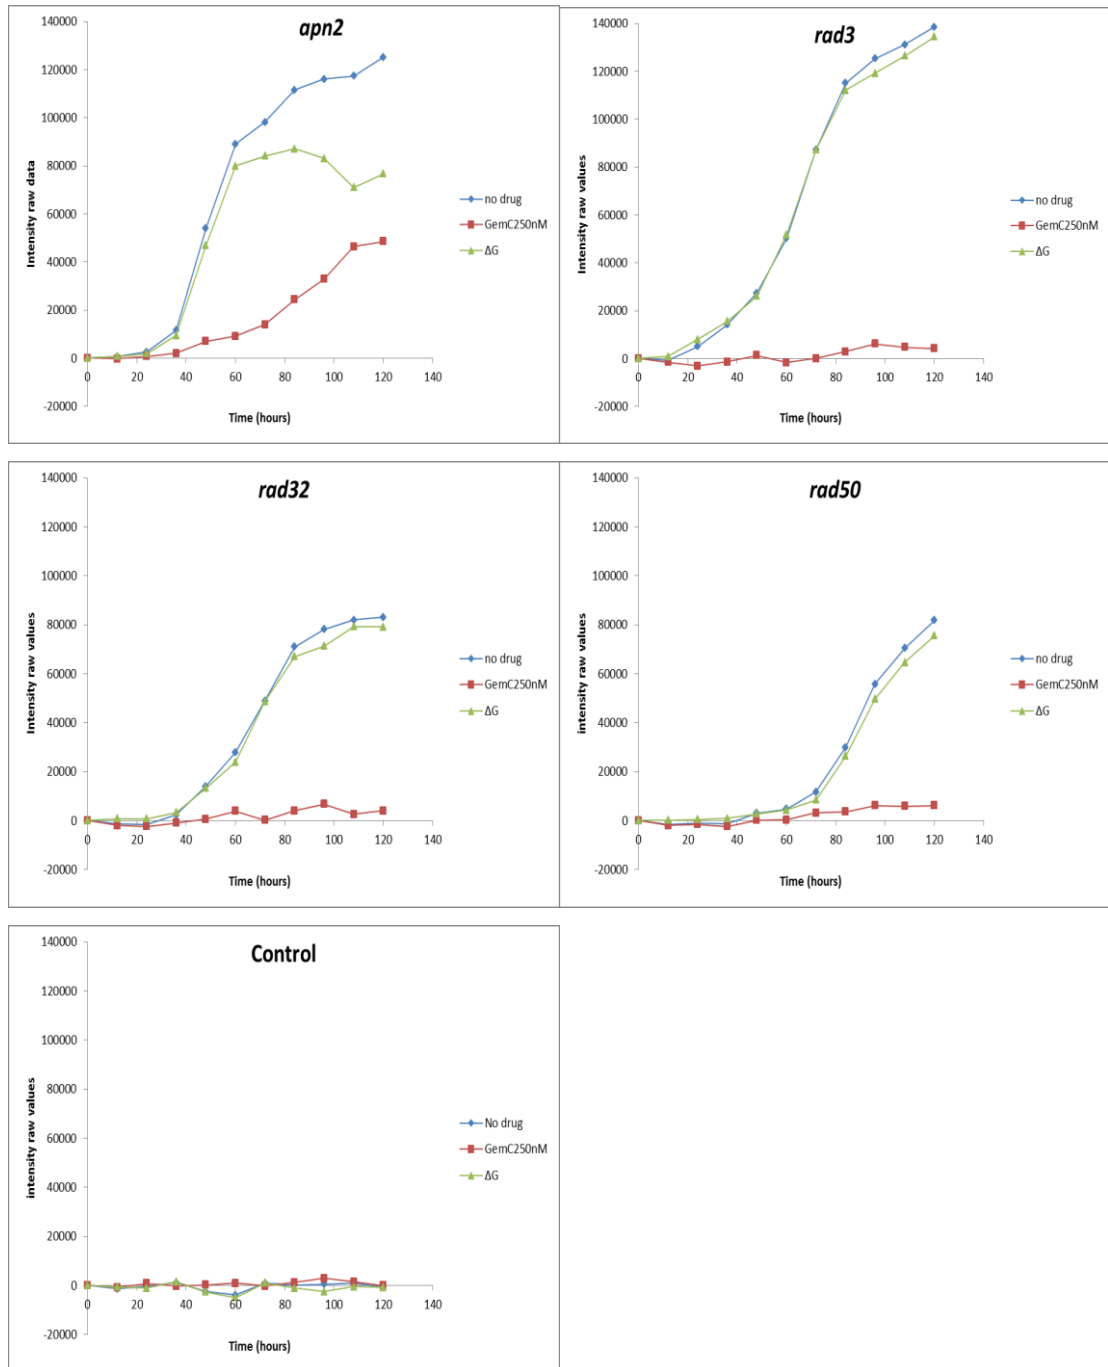 apn2
140000
120000
100000
80000
60000
40000
20000
0
-20000
0 20 40 60 80 100 120 140
Intensity raw data
Time (hours)
no drug
GemC250nM
ΔG
rad3
140000
120000
100000
80000
60000
40000
20000
0
-20000
0 20 40 60 80 100 120 140
Intensity raw values
Time (hours)
no drug
GemC250nM
ΔG
rad32
140000
120000
100000
80000
60000
40000
20000
0
-20000
0 20 40 60 80 100 120 140
Intensity raw values
Time (hours)
no drug
GemC250nM
ΔG
rad50
140000
120000
100000
80000
60000
40000
20000
0
-20000
0 20 40 60 80 100 120 140
intensity raw values
Time (hours)
no drug
GemC250nM
ΔG
Control
140000
120000
100000
80000
60000
40000
20000
0
-20000
0 20 40 60 80 100 120 140
intensity raw values
Time (hours)
No drug
GemC250nM
ΔG